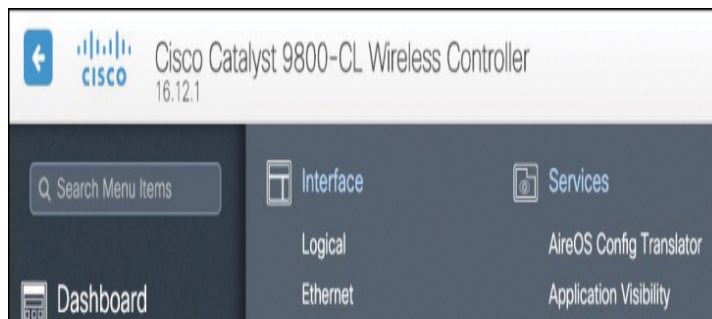 CISCO
Cisco Catalyst 9800-CL Wireless Controller
16.12.1
Search Menu Items
Dashboard
Interface
Logical
Ethernet
Services
AireOS Config Translator
Application Visibility